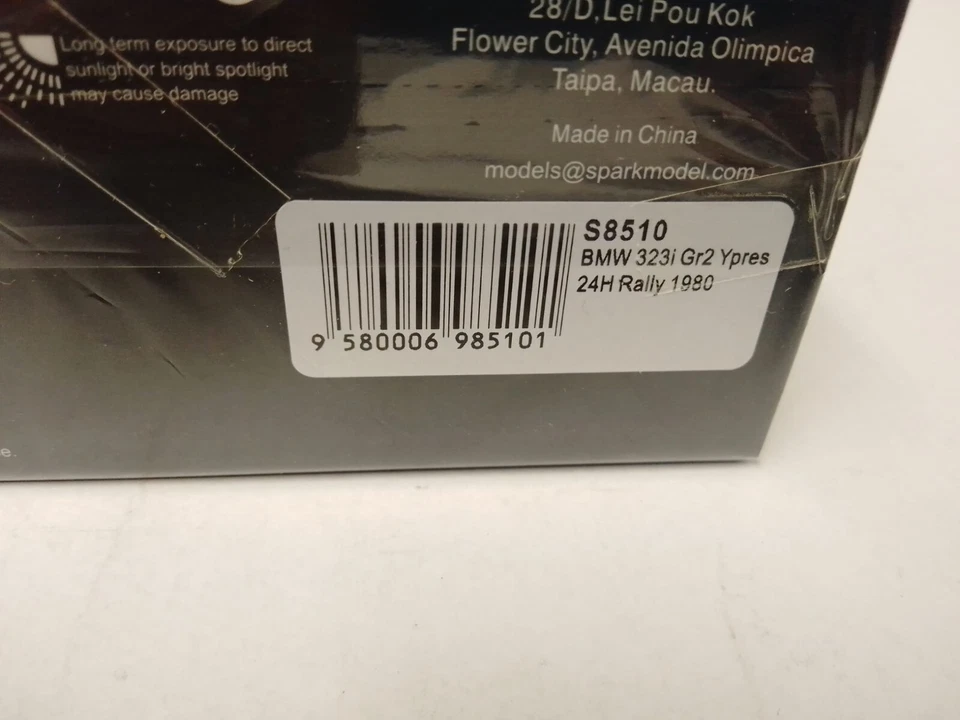 28/D,Lei Pou Kok
Flower City, Avenida Olimpica
Taipa, Macau.
Long-term exposure to direct
sunlight or bright spotlight
may cause damage
Made in China
models@sparkmodel.com
S8510
BMW 323i Gr2 Ypres
24H Rally 1980
9 580006 985101
e.